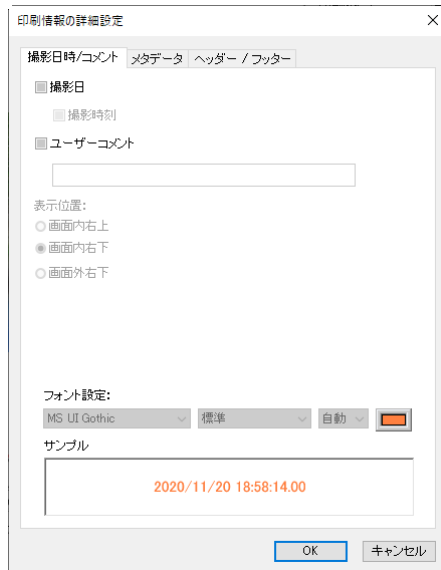 印刷情報の詳細設定
撮影日時/コメント メタデータ ヘッダー / フッター
撮影日
撮影時刻
ユーザーコメント
表示位置:
画面内右上
画面内右下
画面外右下
フォント設定:
MS UI Gothic 標準 自動
サンプル
2020/11/20 18:58:14.00
OK キャンセル